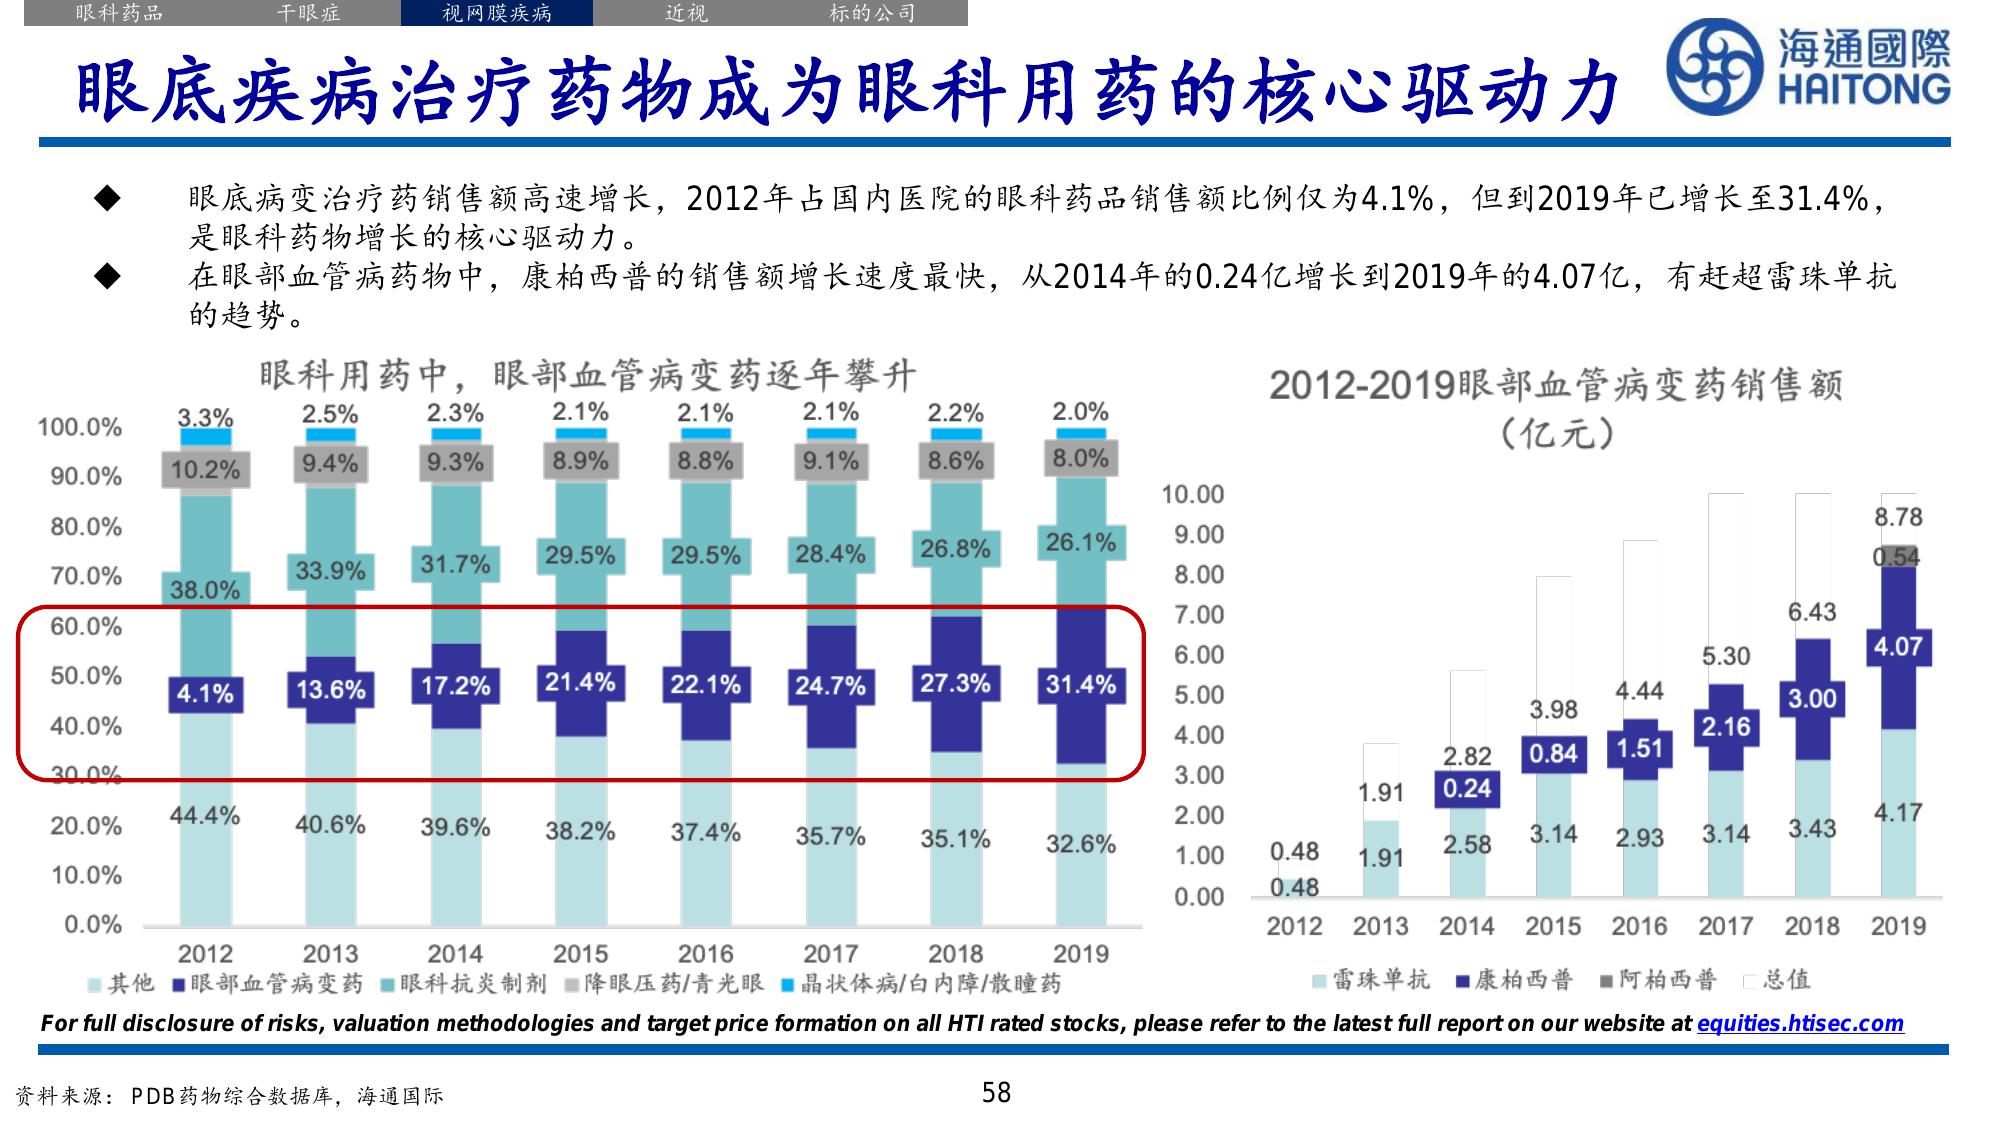 眼科药品 干眼症 视网膜疾病 近视 标的公司
海通國際
HAITONG
眼底疾病治疗药物成为眼科用药的核心驱动力
◆ 眼底病变治疗药销售额高速增长，2012年占国内医院的眼科药品销售额比例仅为4.1%，但到2019年已增长至31.4%，
是眼科药物增长的核心驱动力。
◆ 在眼部血管病药物中，康柏西普的销售额增长速度最快，从2014年的0.24亿增长到2019年的4.07亿，有赶超雷珠单抗
的趋势。
眼科用药中，眼部血管病变药逐年攀升
3.3% 2.5% 2.3% 2.1% 2.1% 2.1% 2.2% 2.0%
100.0%
10.2% 9.4% 9.3% 8.9% 8.8% 9.1% 8.6% 8.0%
90.0%
80.0%
38.0% 33.9% 31.7% 29.5% 29.5% 28.4% 26.8% 26.1%
70.0%
60.0%
50.0%
4.1% 13.6% 17.2% 21.4% 22.1% 24.7% 27.3% 31.4%
40.0%
30.0%
44.4% 40.6% 39.6% 38.2% 37.4% 35.7% 35.1% 32.6%
20.0%
10.0%
0.0%
2012 2013 2014 2015 2016 2017 2018 2019
其他 眼部血管病变药 眼科抗炎制剂 降眼压药/青光眼 晶状体病/白内障/散瞳药
2012-2019眼部血管病变药销售额
（亿元）
10.00
9.00
8.00
7.00
6.00
5.00
4.00
3.00
2.00
1.00
0.00
0.48 1.91 2.82 3.98 4.44 5.30 6.43 8.78
0.54
0.24 0.84 1.51 2.16 3.00 4.07
0.48 1.91 2.58 3.14 2.93 3.14 3.43 4.17
2012 2013 2014 2015 2016 2017 2018 2019
雷珠单抗 康柏西普 阿柏西普 总值
For full disclosure of risks, valuation methodologies and target price formation on all HTI rated stocks, please refer to the latest full report on our website at equities.htisec.com
资料来源：PDB药物综合数据库，海通国际
58